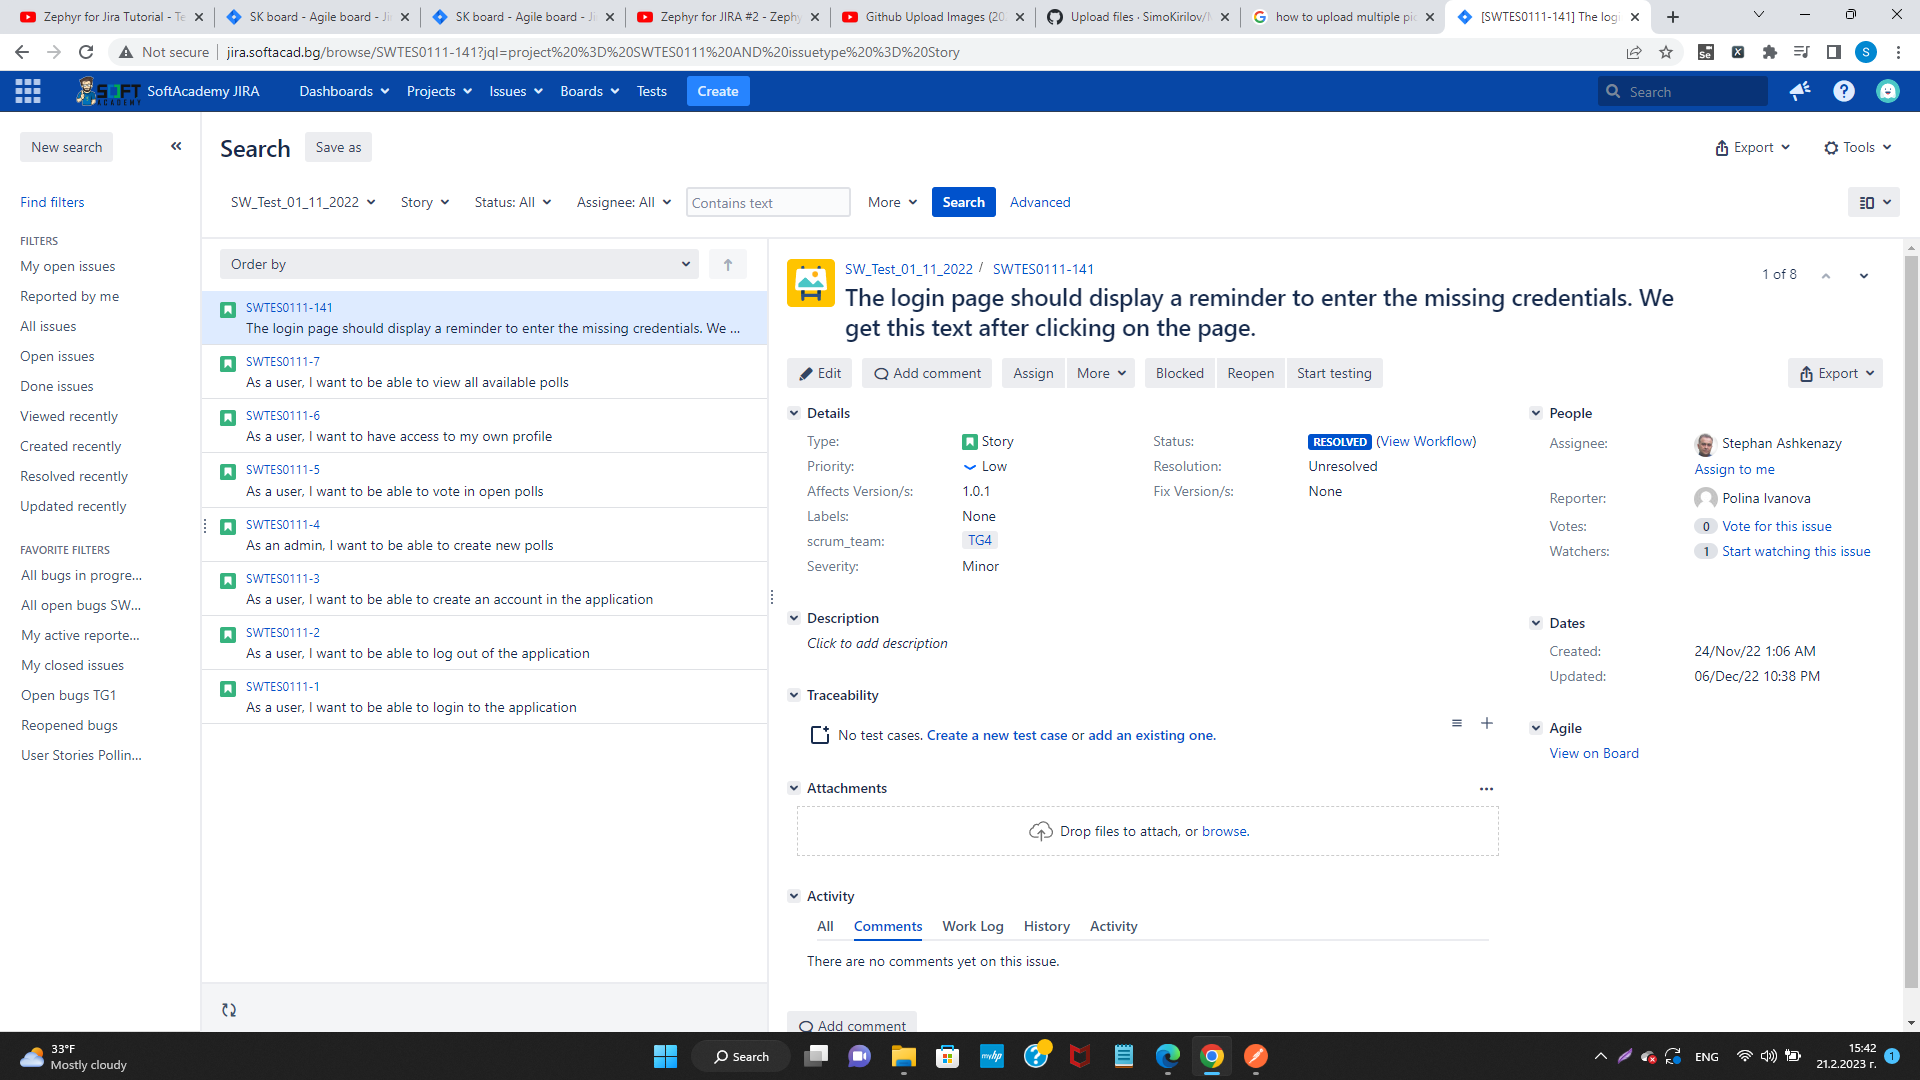 Zephyr for Jira Tutorial - Te
SK board - Agile board - Ji
SK board - Agile board - Ji
Zephyr for JIRA #2 - Zephy
Github Upload Images (20
Upload files · SimoKirilov/
how to upload multiple pi
[SWTES0111-141] The logi
Not secure
jira.softacad.bg/browse/SWTES0111-141?jql=project%20%3D%20SWTES0111%20AND%20issuetype%20%3D%20Story
S
SOFT
ACADEMY
SoftAcademy JIRA
Dashboards
Projects
Issues
Boards
Tests
Create
Search
New search
Search
Save as
Export
Tools
Find filters
SW_Test_01_11_2022
Story
Status: All
Assignee: All
Contains text
More
Search
Advanced
FILTERS
My open issues
Reported by me
All issues
Open issues
Done issues
Viewed recently
Created recently
Resolved recently
Updated recently
FAVORITE FILTERS
All bugs in progre...
All open bugs SW...
My active reporte...
My closed issues
Open bugs TG1
Reopened bugs
User Stories Pollin...
Order by
SWTES0111-141
The login page should display a reminder to enter the missing credentials. We ...
SWTES0111-7
As a user, I want to be able to view all available polls
SWTES0111-6
As a user, I want to have access to my own profile
SWTES0111-5
As a user, I want to be able to vote in open polls
SWTES0111-4
As an admin, I want to be able to create new polls
SWTES0111-3
As a user, I want to be able to create an account in the application
SWTES0111-2
As a user, I want to be able to log out of the application
SWTES0111-1
As a user, I want to be able to login to the application
SW_Test_01_11_2022 / SWTES0111-141
1 of 8
The login page should display a reminder to enter the missing credentials. We
get this text after clicking on the page.
Edit
Add comment
Assign
More
Blocked
Reopen
Start testing
Export
Details
Type: Story
Status: RESOLVED (View Workflow)
Priority: Low
Resolution: Unresolved
Affects Version/s: 1.0.1
Fix Version/s: None
Labels: None
scrum_team: TG4
Severity: Minor
Description
Click to add description
Traceability
No test cases. Create a new test case or add an existing one.
Attachments
Drop files to attach, or browse.
Activity
All
Comments
Work Log
History
Activity
There are no comments yet on this issue.
Add comment
People
Assignee: Stephan Ashkenazy
Assign to me
Reporter: Polina Ivanova
Votes: 0 Vote for this issue
Watchers: 1 Start watching this issue
Dates
Created: 24/Nov/22 1:06 AM
Updated: 06/Dec/22 10:38 PM
Agile
View on Board
33°F
Mostly cloudy
Search
myhp
ENG
15:42
21.2.2023 г.
1